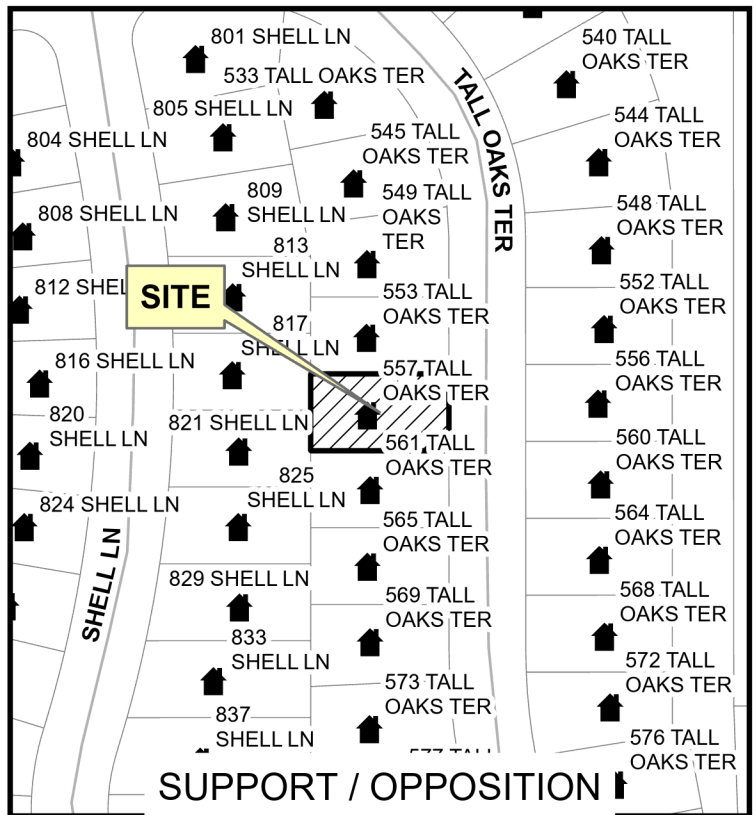 801 SHELL LN
540 TALL
OAKS TER
533 TALL OAKS TER
TALL OAKS TER
805 SHELL LN
544 TALL
OAKS TER
804 SHELL LN
545 TALL
OAKS TER
809
SHELL LN
549 TALL
OAKS
TER
548 TALL
OAKS TER
808 SHELL LN
813
SHELL LN
812 SHEL
SITE
553 TALL
OAKS TER
552 TALL
OAKS TER
817
SHELL LN
816 SHELL LN
557 TALL
OAKS TER
556 TALL
OAKS TER
820
SHELL LN
821 SHELL LN
561 TALL
OAKS TER
560 TALL
OAKS TER
825
SHELL LN
824 SHELL LN
565 TALL
OAKS TER
564 TALL
OAKS TER
SHELL LN
829 SHELL LN
569 TALL
OAKS TER
568 TALL
OAKS TER
833
SHELL LN
573 TALL
OAKS TER
572 TALL
OAKS TER
837
SHELL LN
576 TALL
OAKS TER
SUPPORT / OPPOSITION